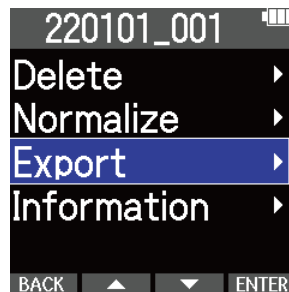 220101_001
Delete
Normalize
Export
Information
BACK ENTER